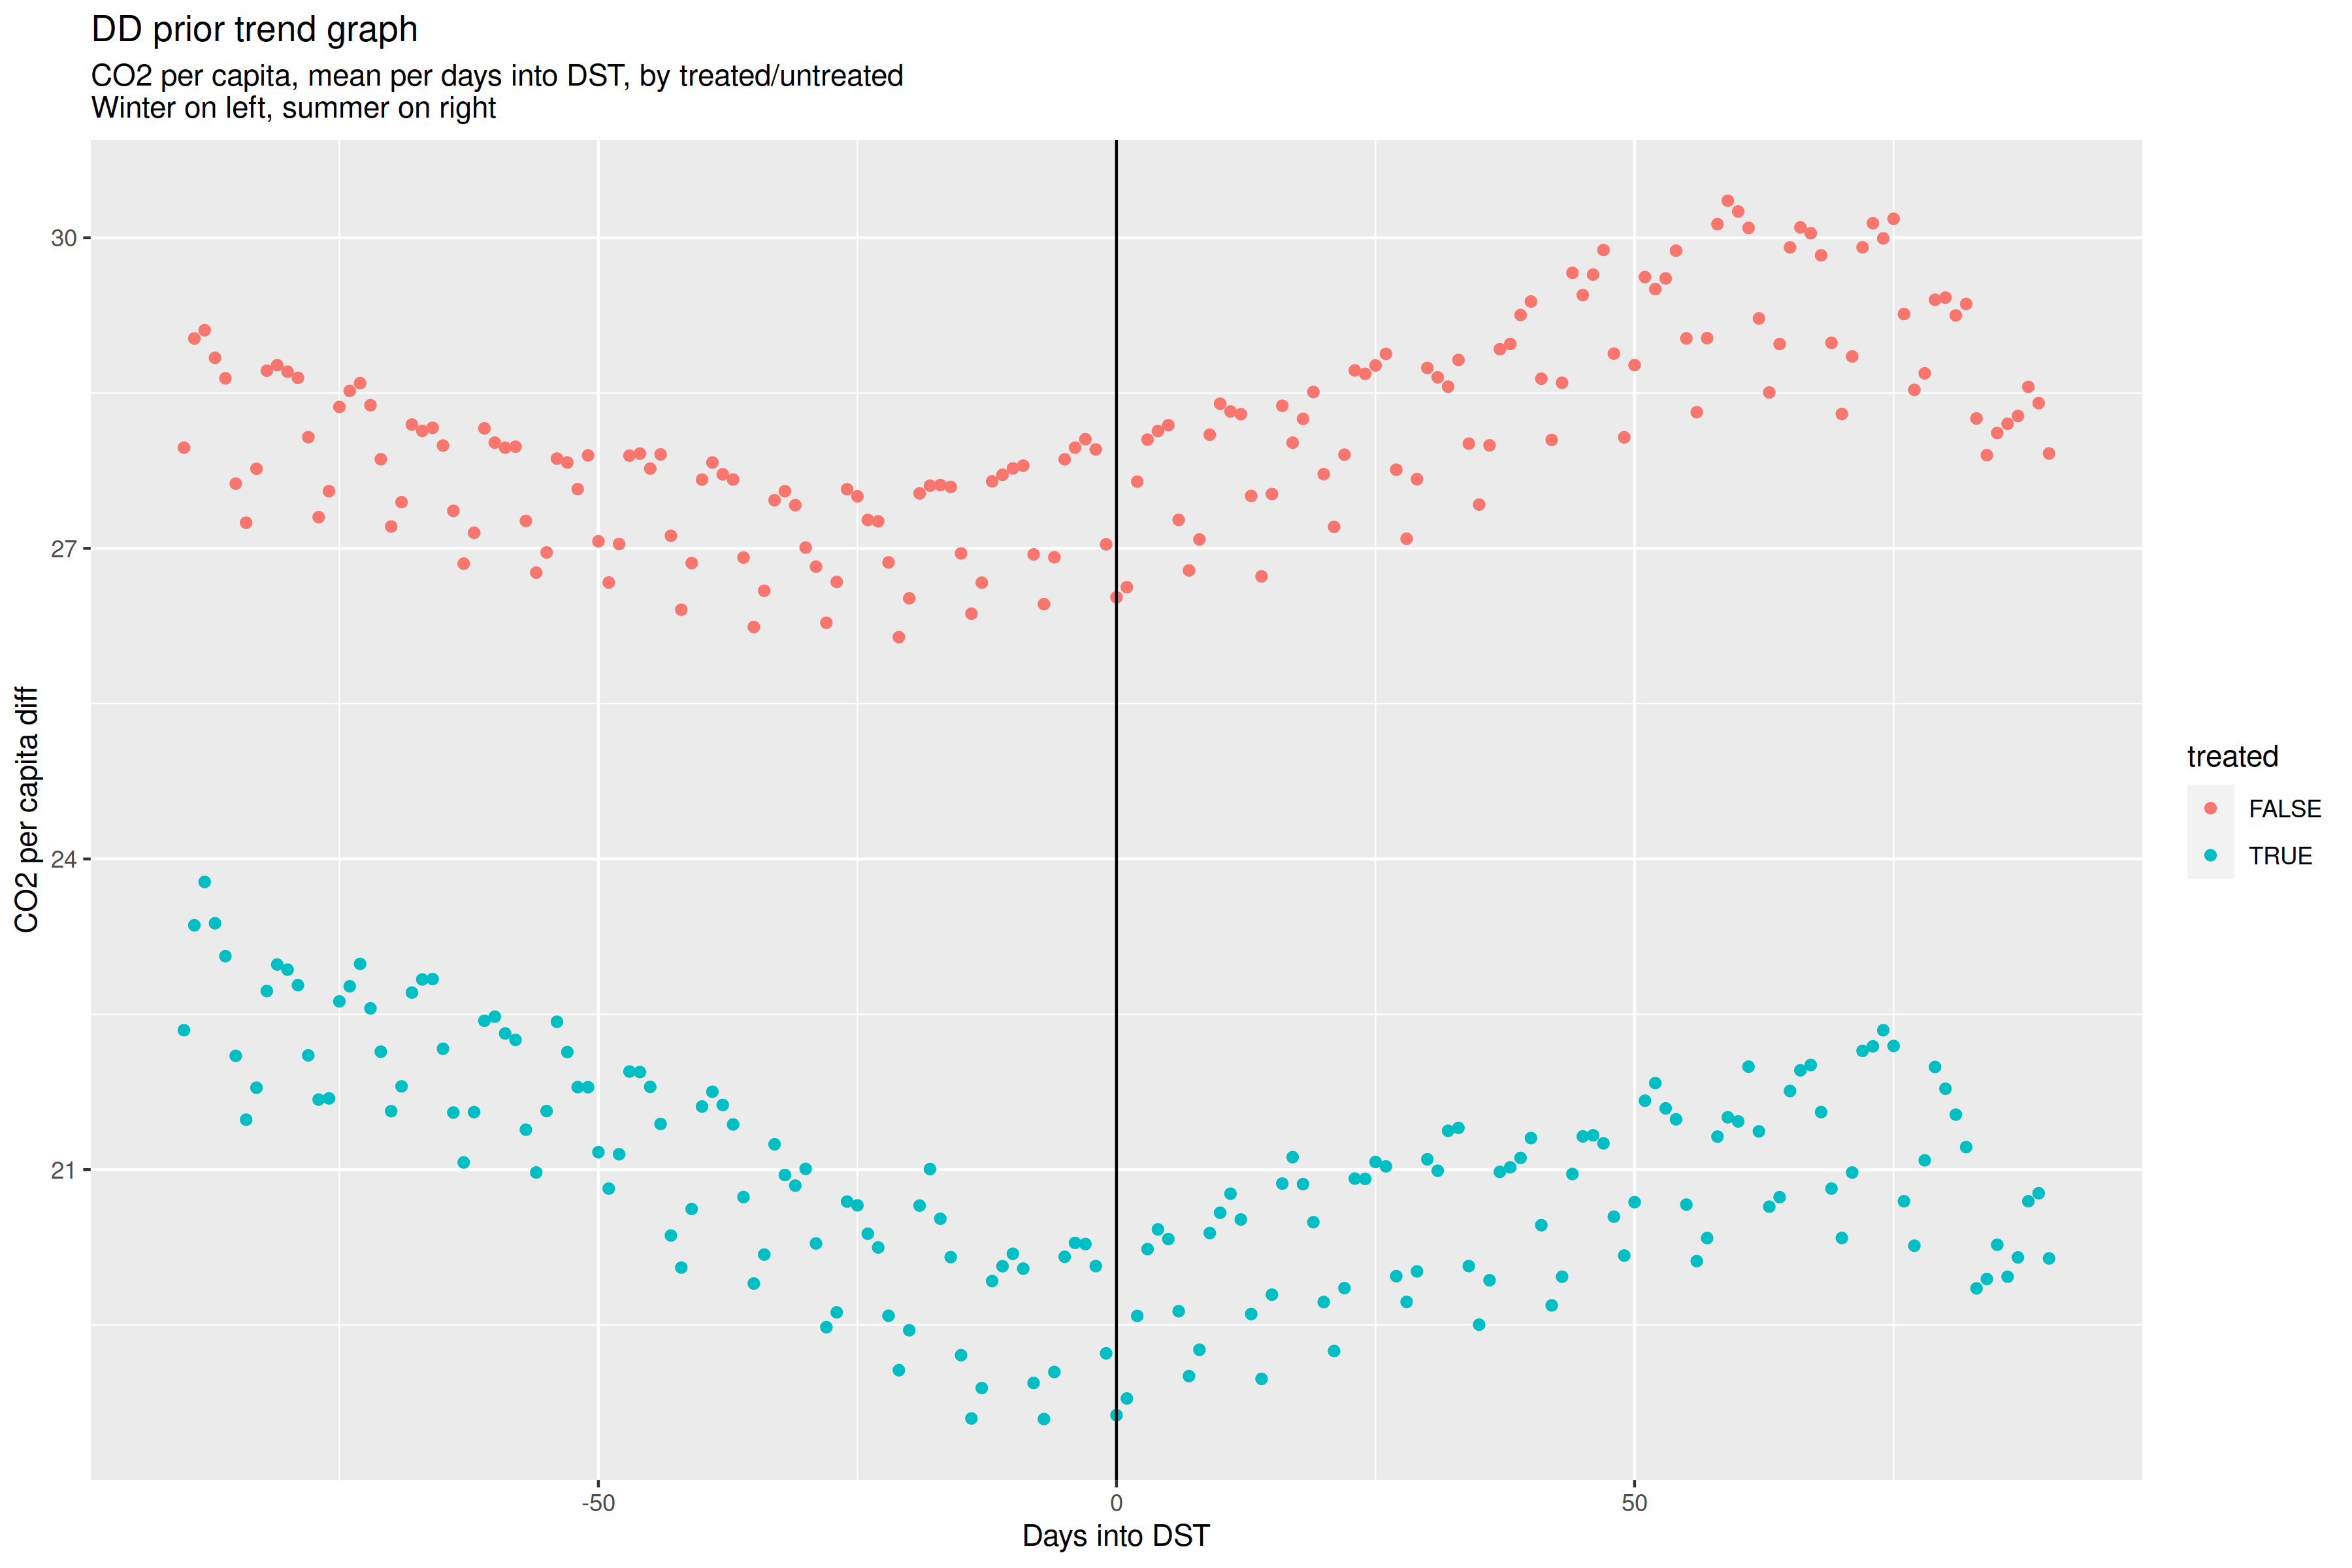 DD prior trend graph
CO2 per capita, mean per days into DST, by treated/untreated
Winter on left, summer on right
30
27
24
21
CO2 per capita diff
-50
0
50
Days into DST
treated
FALSE
TRUE